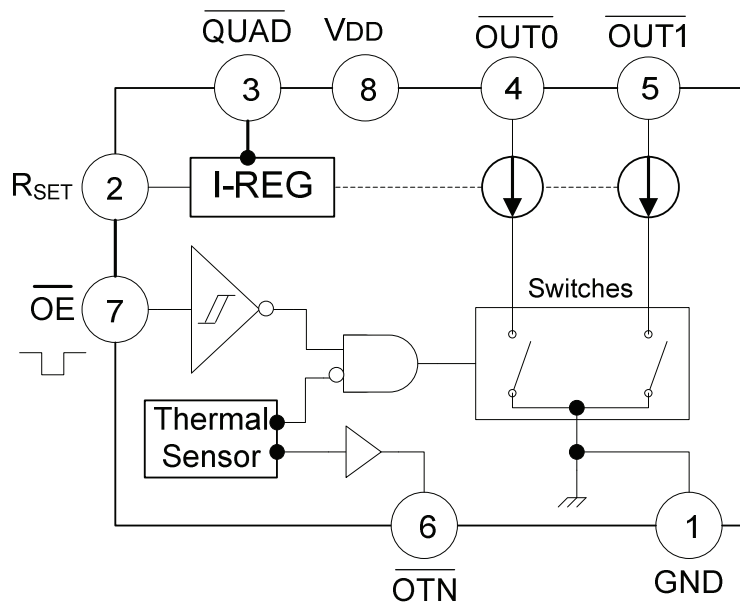 QUAD
VDD
OUT0
OUT1
3
8
4
5
RSET
2
I-REG
OE
7
Switches
Thermal
Sensor
6
1
OTN
GND